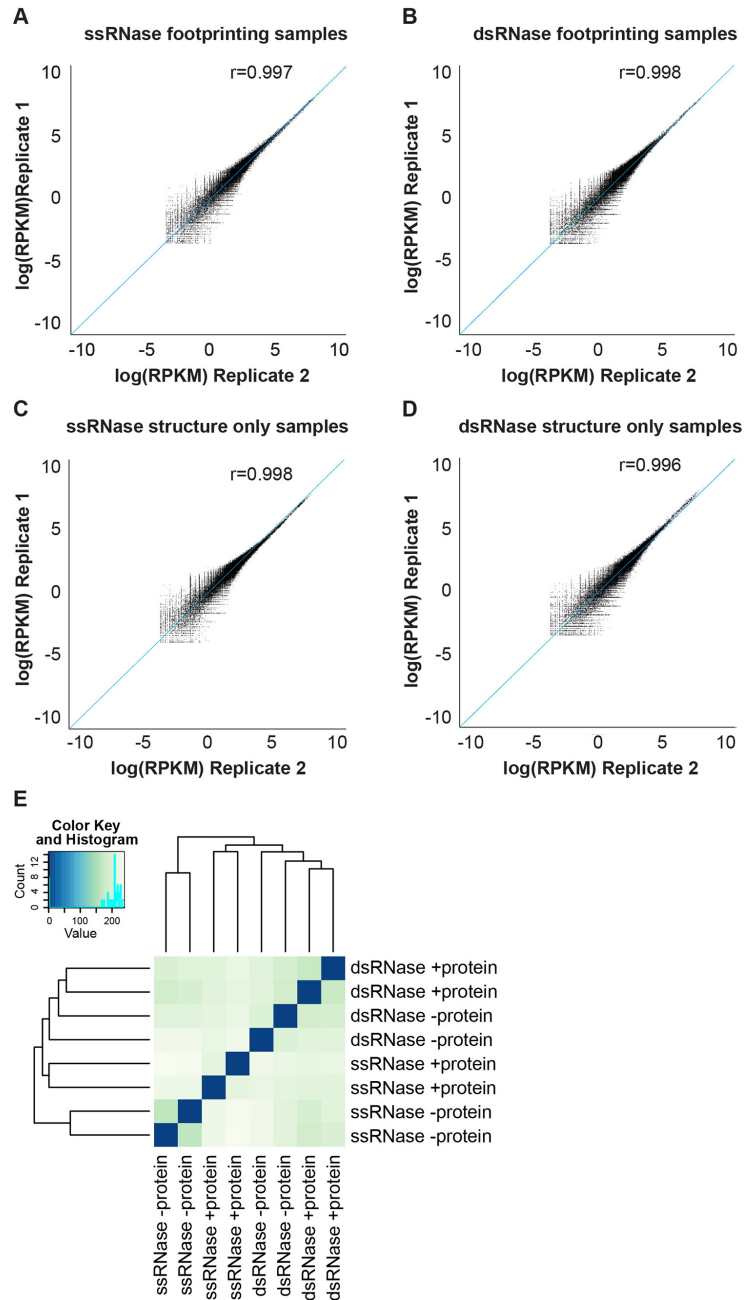 A
ssRNase footprinting samples
r=0.997
log(RPKM)Replicate 1
10
5
0
-5
-10
-10 -5 0 5 10
log(RPKM) Replicate 2
B
dsRNase footprinting samples
r=0.998
log(RPKM) Replicate 1
10
5
0
-5
-10
-10 -5 0 5 10
log(RPKM) Replicate 2
C
ssRNase structure only samples
r=0.998
log(RPKM) Replicate 1
10
5
0
-5
-10
-10 -5 0 5 10
log(RPKM) Replicate 2
D
dsRNase structure only samples
r=0.996
log(RPKM) Replicate 1
10
5
0
-5
-10
-10 -5 0 5 10
log(RPKM) Replicate 2
E
Color Key
and Histogram
Count
0 4 8 12
0 100 200
Value
dsRNase +protein
dsRNase +protein
dsRNase -protein
dsRNase -protein
ssRNase +protein
ssRNase +protein
ssRNase -protein
ssRNase -protein
ssRNase -protein
ssRNase -protein
ssRNase +protein
ssRNase +protein
dsRNase -protein
dsRNase -protein
dsRNase +protein
dsRNase +protein